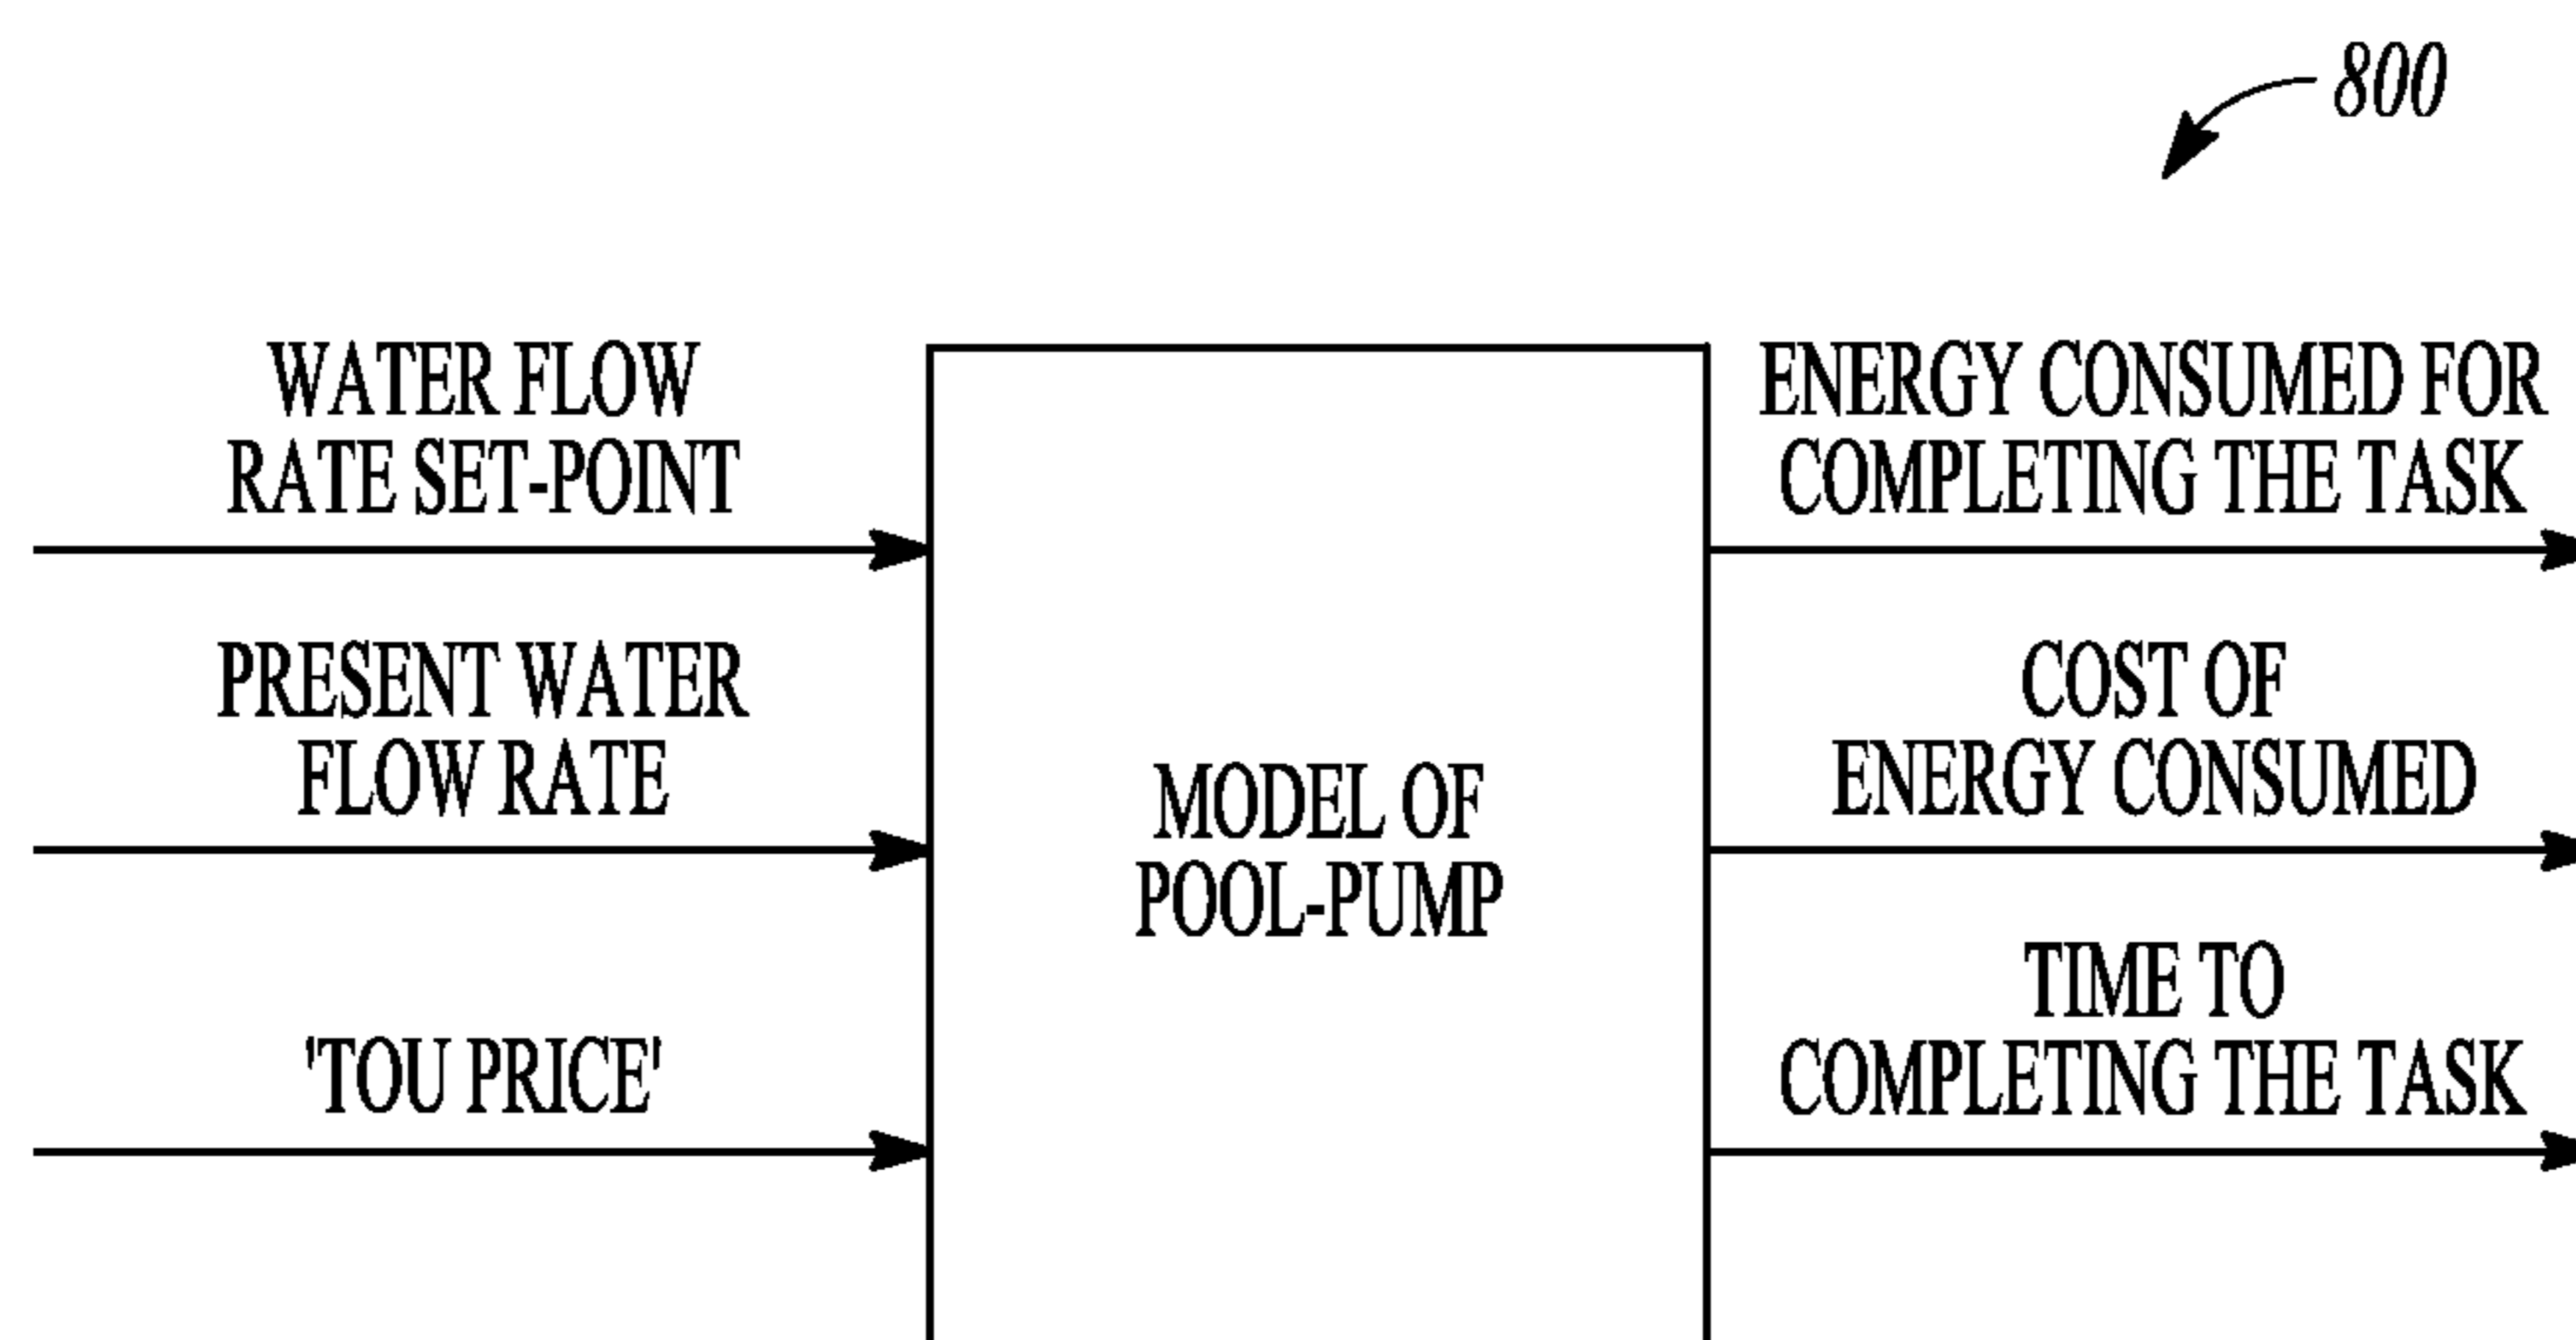 800
WATER FLOW
RATE SET-POINT
PRESENT WATER
FLOW RATE
'TOU PRICE'
MODEL OF
POOL-PUMP
ENERGY CONSUMED FOR
COMPLETING THE TASK
COST OF
ENERGY CONSUMED
TIME TO
COMPLETING THE TASK